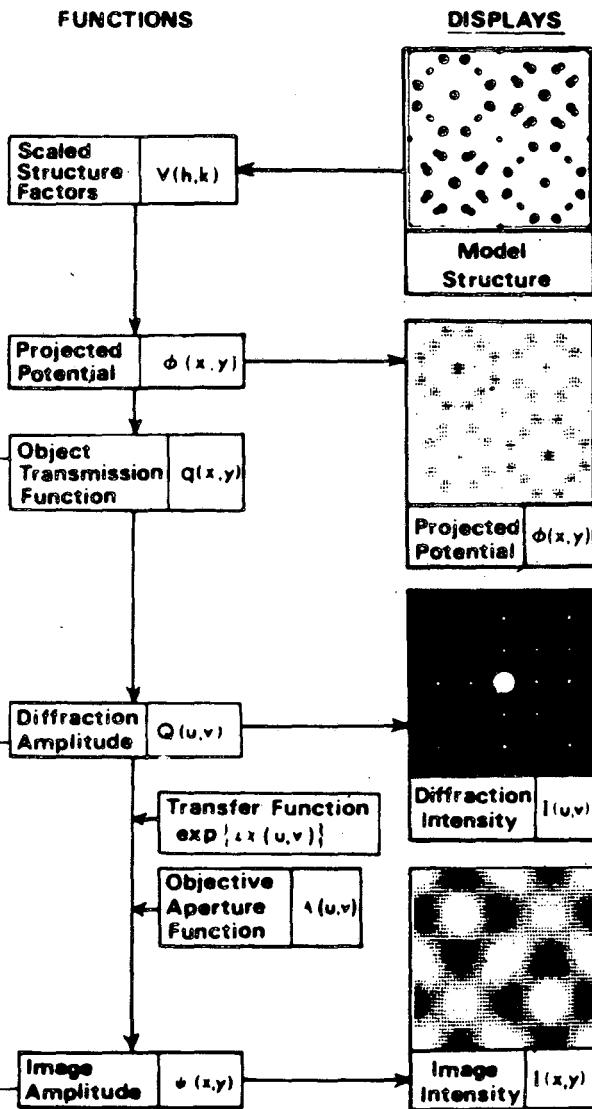 FUNCTIONS
DISPLAYS
Scaled
Structure
Factors
V(h,k)
Model
Structure
Projected
Potential
ϕ(x,y)
Object
Transmission
Function
q(x,y)
Projected
Potential
ϕ(x,y)
Diffraction
Amplitude
Q(u,v)
Diffraction
Intensity
I(u,v)
Transfer Function
exp{iχ(u,v)}
Objective
Aperture
Function
A(u,v)
Image
Amplitude
ψ(x,y)
Image
Intensity
I(x,y)